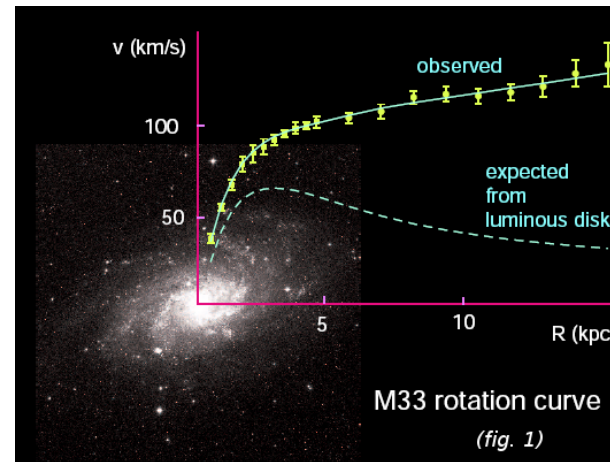 v (km/s)
observed
100
expected
from
luminous disk
50
5
10
R (kpc
M33 rotation curve
(fig. 1)